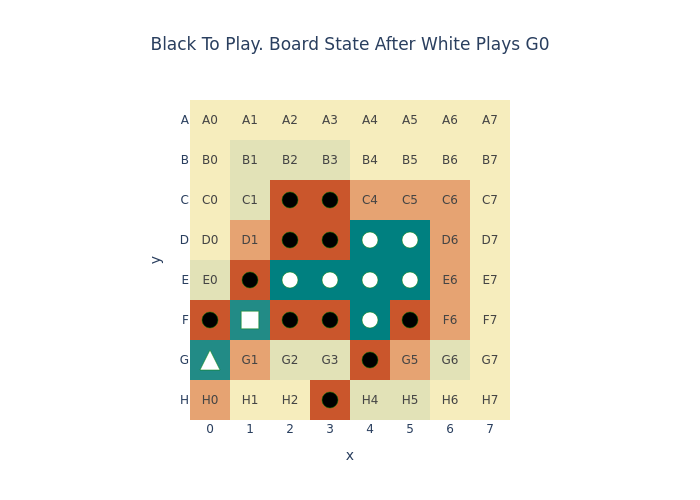 Black To Play. Board State After White Plays G0
A A0 A1 A2 A3 A4 A5 A6 A7
B B0 B1 B2 B3 B4 B5 B6 B7
C C0 C1 C4 C5 C6 C7
D D0 D1 D6 D7
y
E E0 E6 E7
F F6 F7
G G1 G2 G3 G5 G6 G7
H H0 H1 H2 H4 H5 H6 H7
0 1 2 3 4 5 6 7
x